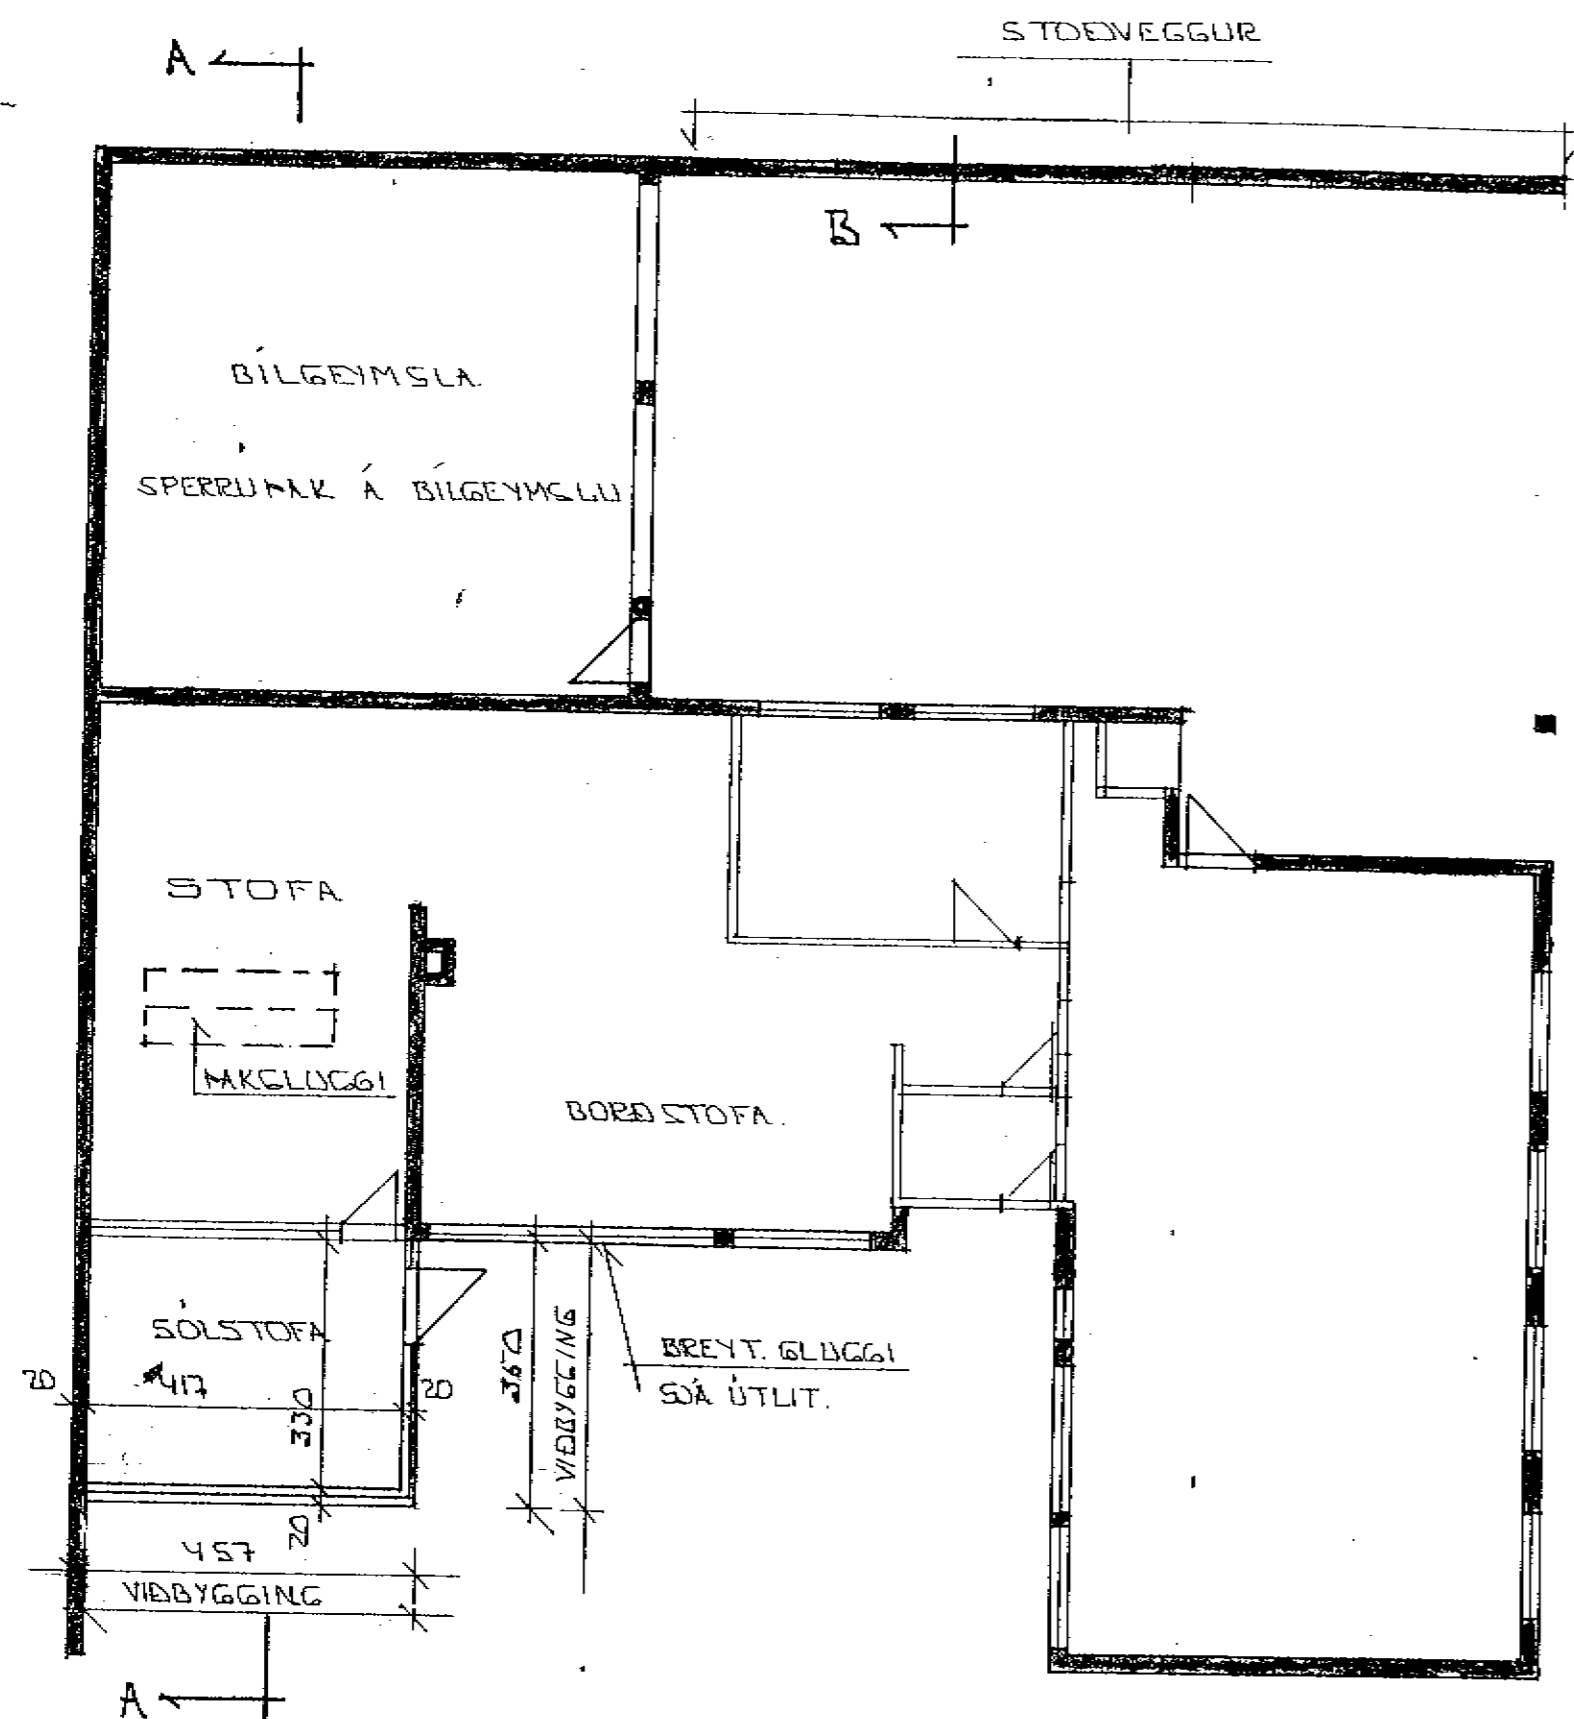 STOÐVEGGUR
A
B
BÍLGEYMSLA
SPERRUÞAK Á BÍLGEYMSLU
STOFA
ÞAKGLUGGI
BORÐSTOFA.
SÓLSTOFA
20
417
20
330
20
350
VIÐBYGGING
BREYT. GLUGGI
SJÁ ÚTLIT.
457
VIÐBYGGING
A